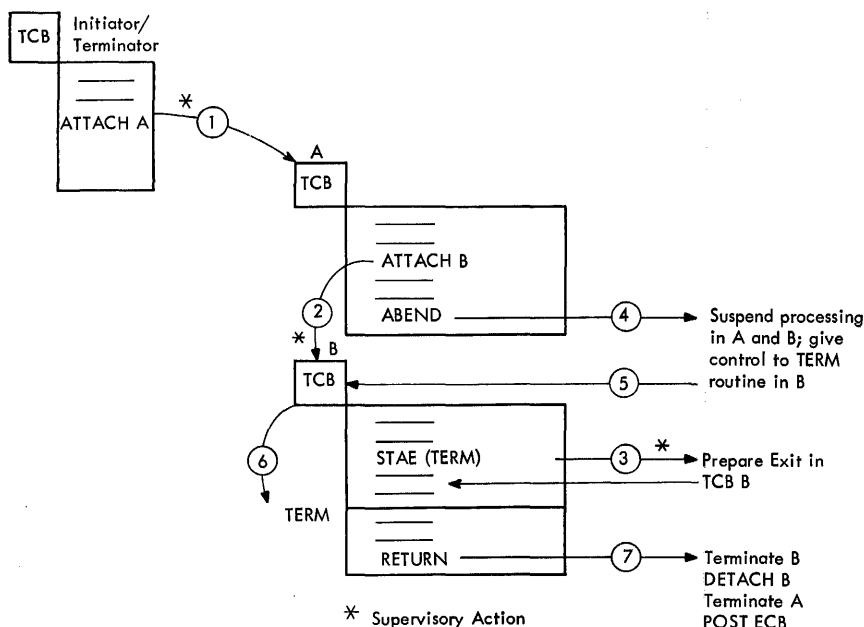 TCB
Initiator/
Terminator
*
ATTACH A
1
A
TCB
ATTACH B
2
ABEND
4
Suspend processing
in A and B; give
control to TERM
routine in B
*
B
TCB
5
6
STAE (TERM)
3
*
Prepare Exit in
TCB B
TERM
RETURN
7
Terminate B
DETACH B
Terminate A
POST ECB
* Supervisory Action